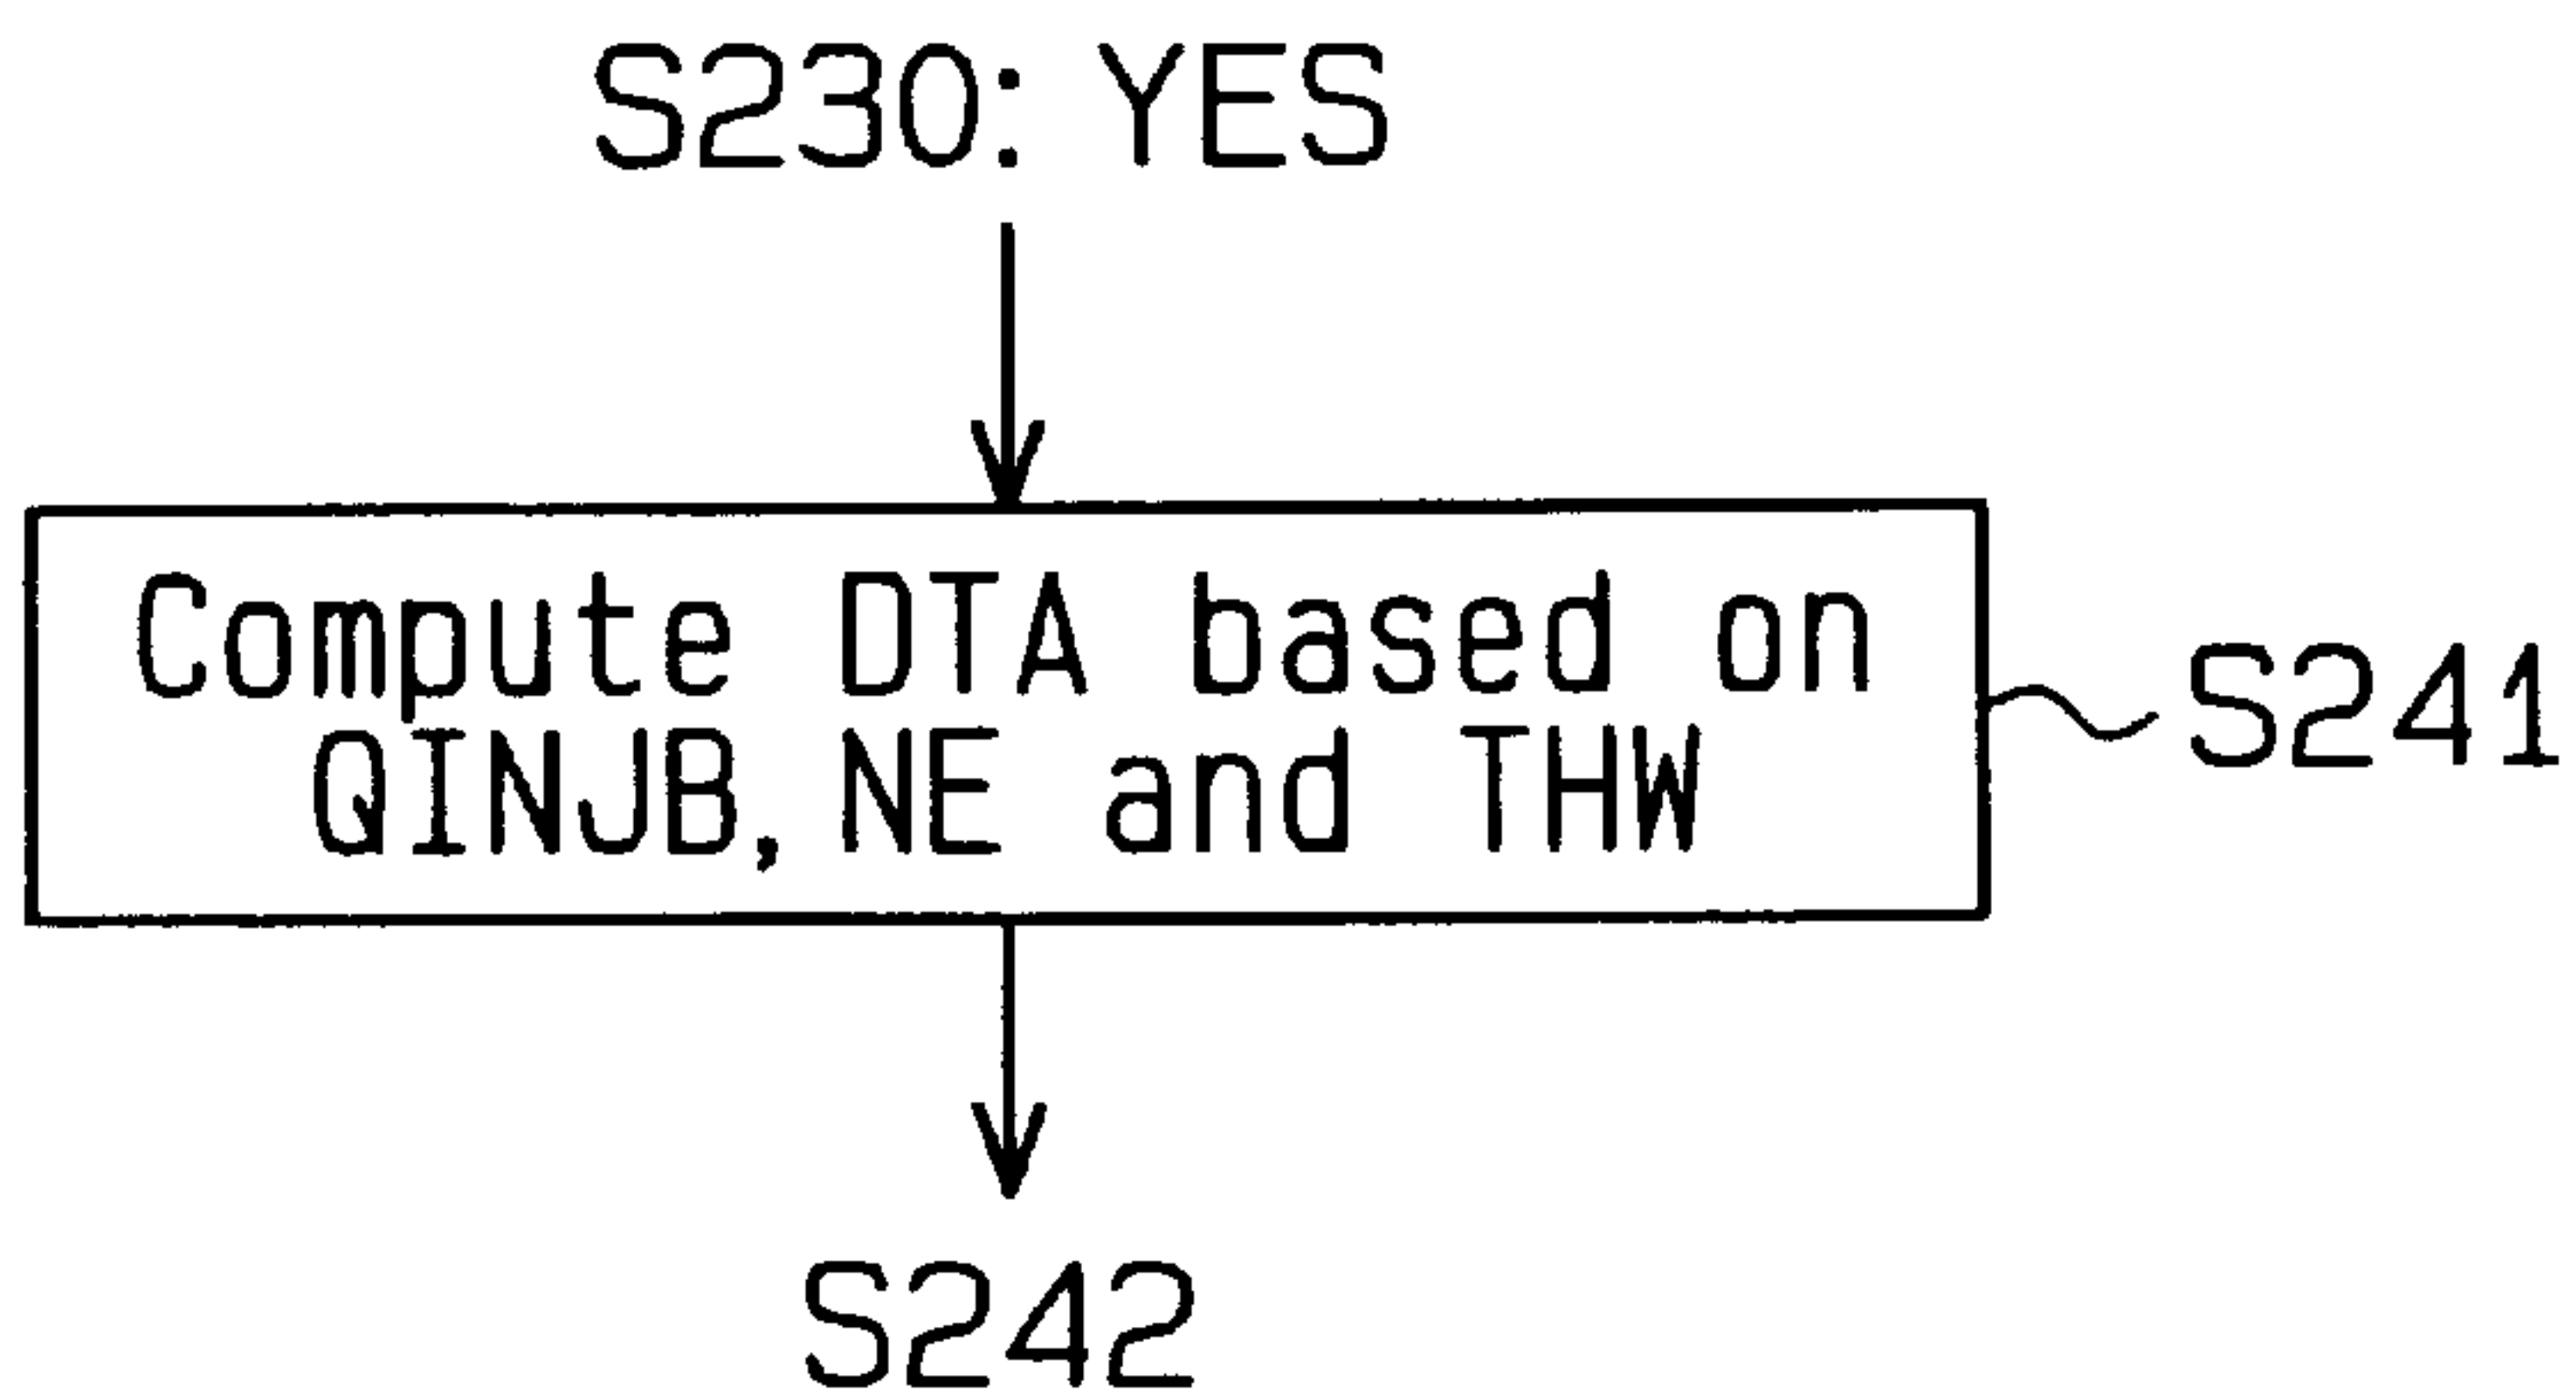 S230: YES
Compute DTA based on
QINJB, NE and THW
S241
S242